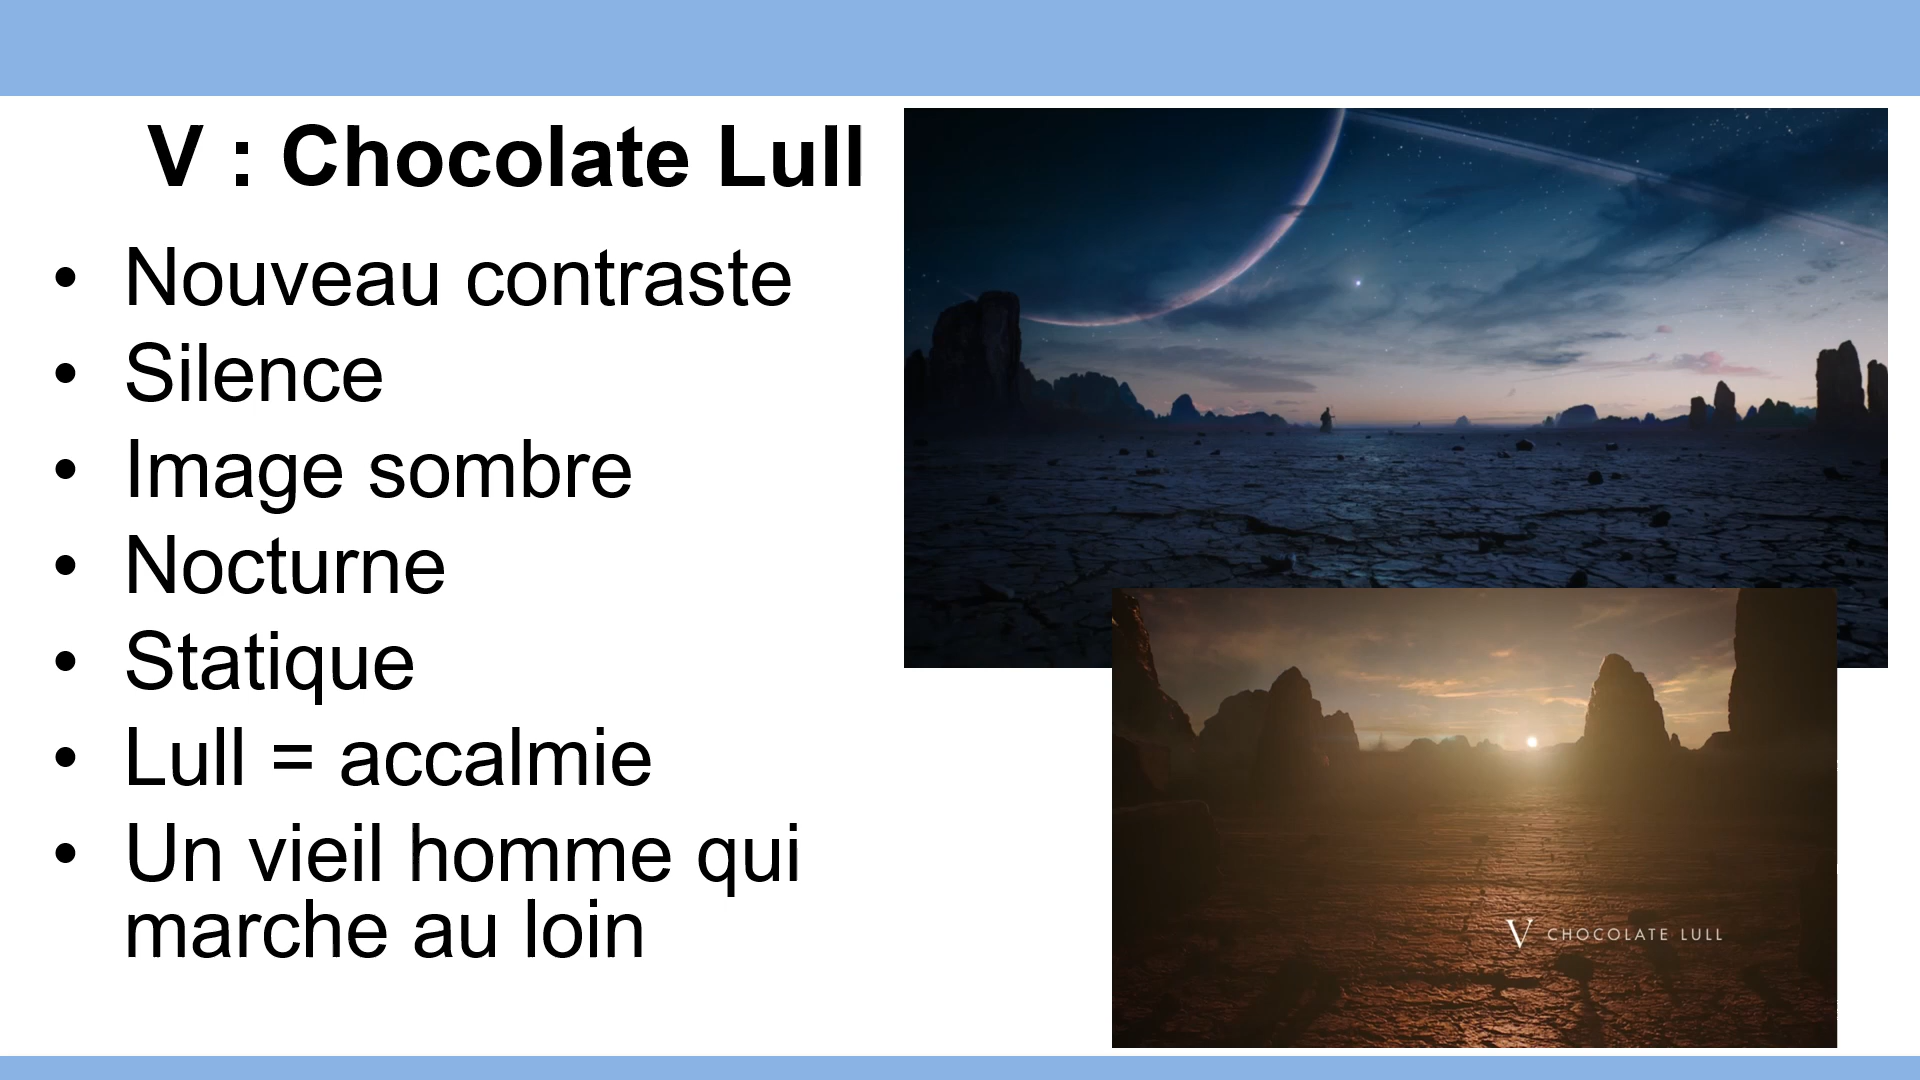 V : Chocolate Lull
• Nouveau contraste
• Silence
• Image sombre
• Nocturne
• Statique
• Lull = accalmie
• Un vieil homme qui
marche au loin
V CHOCOLATE LULL